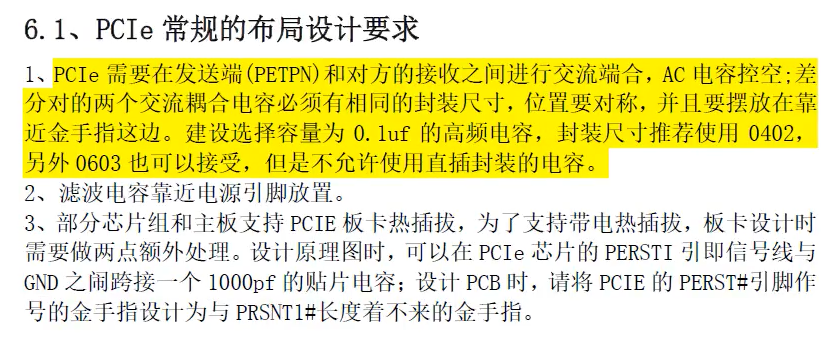 6.1、PCIe 常规的布局设计要求
1、PCIe 需要在发送端(PETPN)和对方的接收之间进行交流端合，AC 电容控空;差
分对的两个交流耦合电容必须有相同的封装尺寸，位置要对称，并且要摆放在靠
近金手指这边。建设选择容量为 0.1uf 的高频电容，封装尺寸推荐使用 0402，
另外 0603 也可以接受，但是不允许使用直插封装的电容。
2、滤波电容靠近电源引脚放置。
3、部分芯片组和主板支持 PCIE 板卡热插拔，为了支持带电热插拔，板卡设计时
需要做两点额外处理。设计原理图时，可以在 PCIe 芯片的 PERSTI 引即信号线与
GND 之闹跨接一个 1000pf 的贴片电容；设计 PCB 时，请将 PCIE 的 PERST#引脚作
号的金手指设计为与 PRSNT1#长度着不来的金手指。